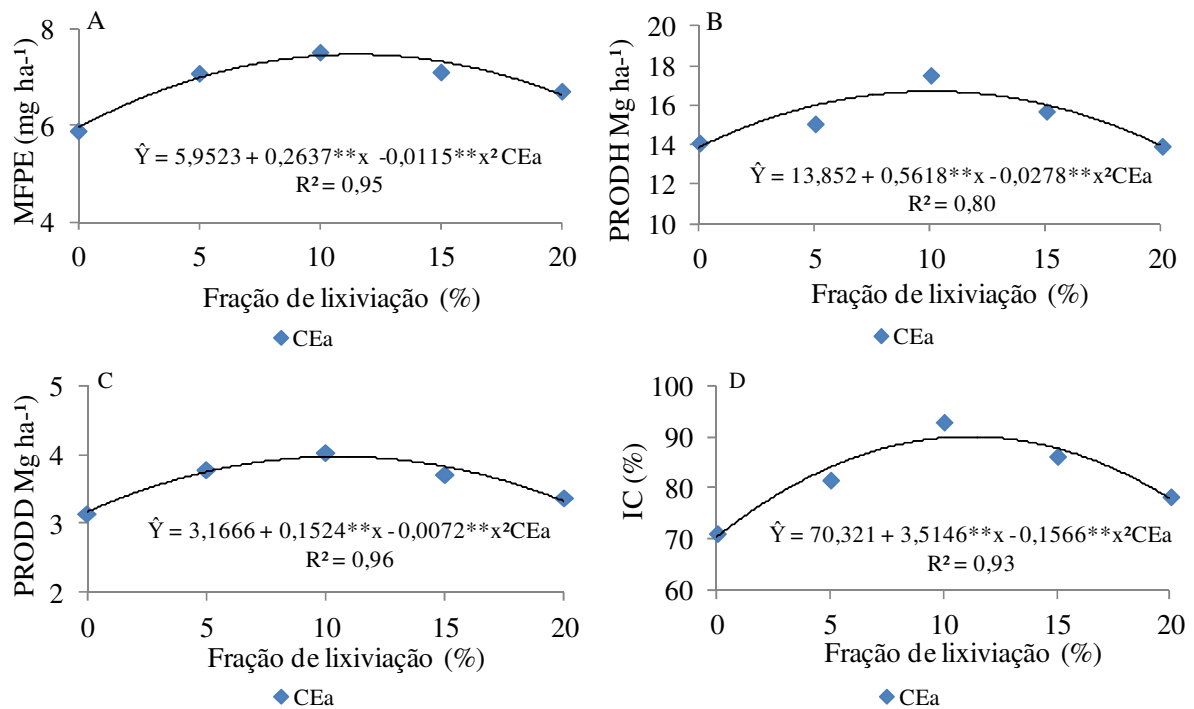 A
MFPE (mg ha-¹)
8
6
4
Ŷ = 5,9523 + 0,2637**x -0,0115**x² CEa
R² = 0,95
0 5 10 15 20
Fração de lixiviação (%)
CEa
B
PRODH Mg ha-¹
20
18
16
14
12
10
Ŷ = 13,852 + 0,5618**x - 0,0278**x²CEa
R² = 0,80
0 5 10 15 20
Fração de lixiviação (%)
CEa
C
PRODD Mg ha-¹
5
4
3
2
Ŷ = 3,1666 + 0,1524**x - 0,0072**x²CEa
R² = 0,96
0 5 10 15 20
Fração de lixiviação (%)
CEa
D
IC (%)
100
90
80
70
60
Ŷ = 70,321 + 3,5146**x - 0,1566**x²CEa
R² = 0,93
0 5 10 15 20
Fração de lixiviação (%)
CEa